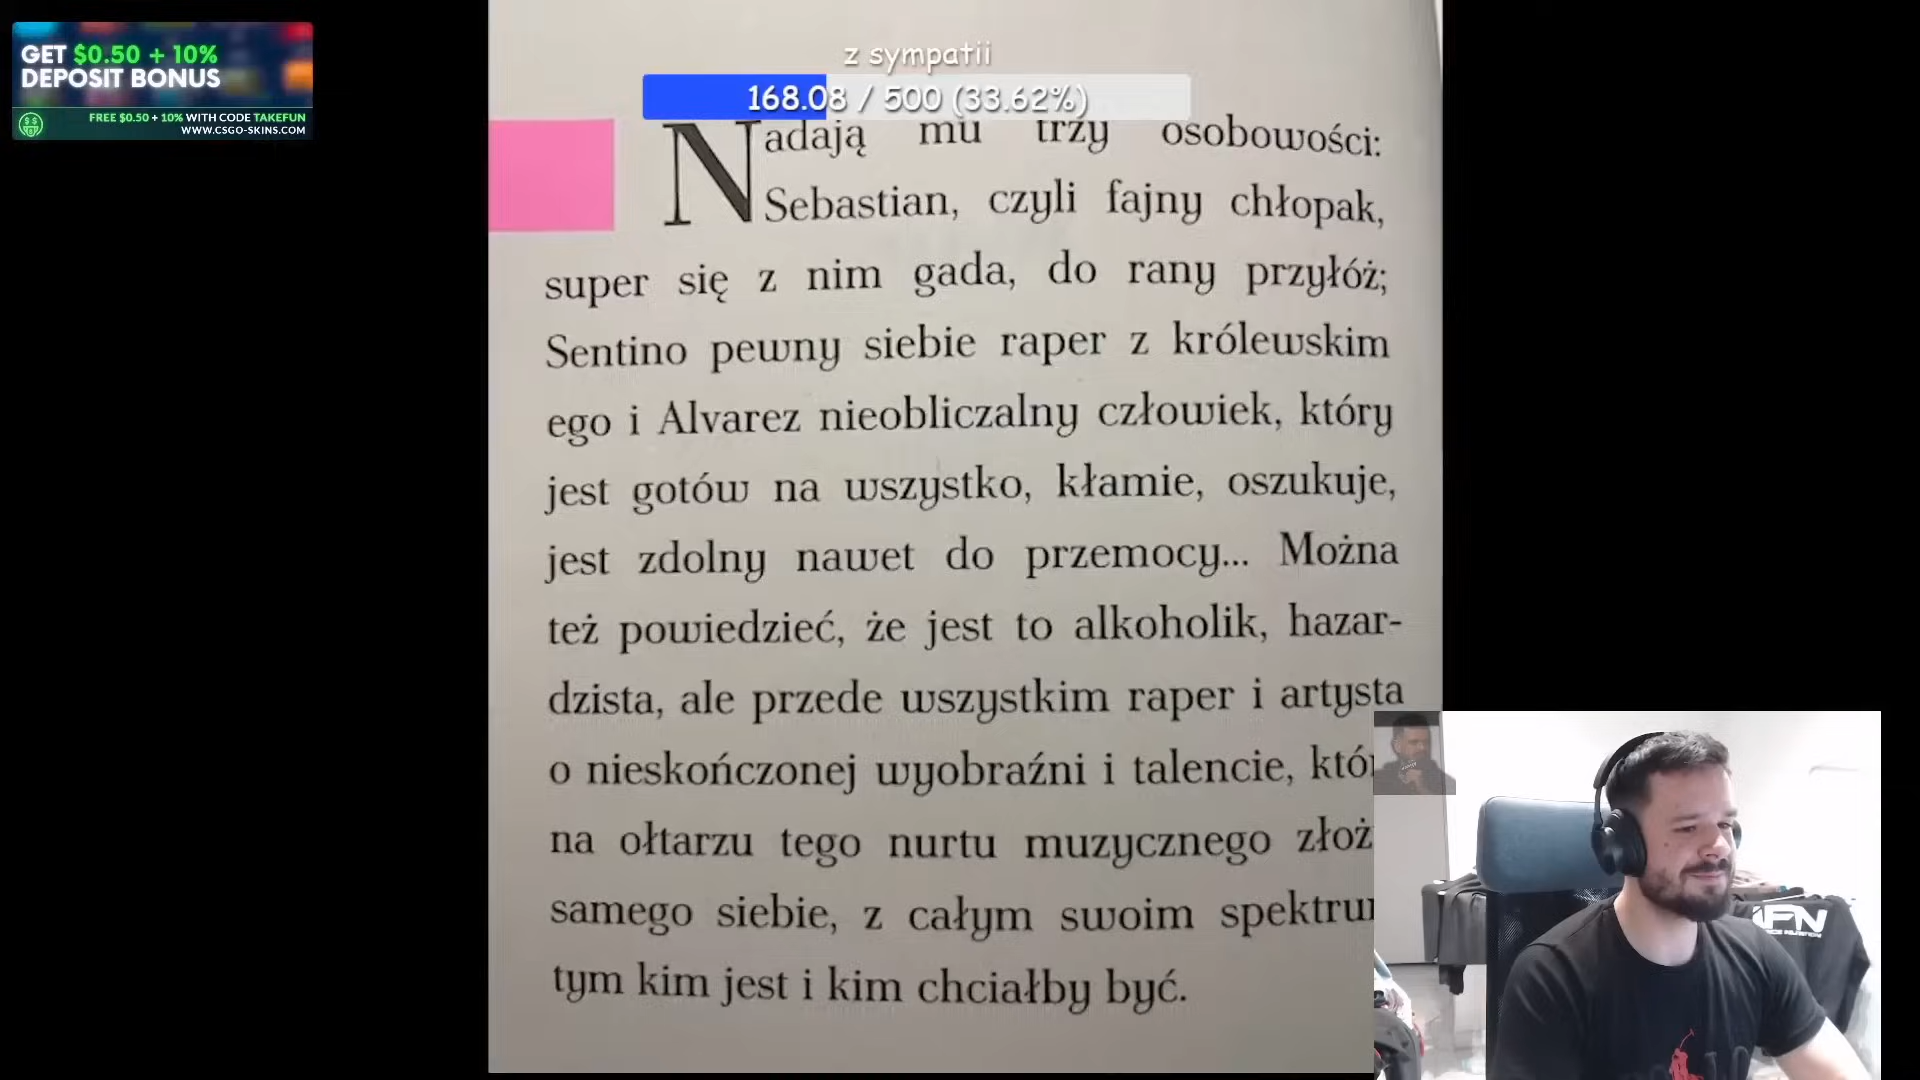 GET $0.50 + 10%
DEPOSIT BONUS
FREE $0.50 + 10% WITH CODE TAKEFUN
WWW.CSGO-SKINS.COM
z sympatii
168.08 / 500 (33.62%)
Nadają mu trzy osobowości:
Sebastian, czyli fajny chłopak,
super się z nim gada, do rany przyłóż;
Sentino pewny siebie raper z królewskim
ego i Alvarez nieobliczalny człowiek, który
jest gotów na wszystko, kłamie, oszukuje,
jest zdolny nawet do przemocy... Można
też powiedzieć, że jest to alkoholik, hazar-
dzista, ale przede wszystkim raper i artysta
o nieskończonej wyobraźni i talencie,
na ołtarzu tego nurtu muzycznego
samego siebie, z całym swoim
tym kim jest i kim chciałby być.